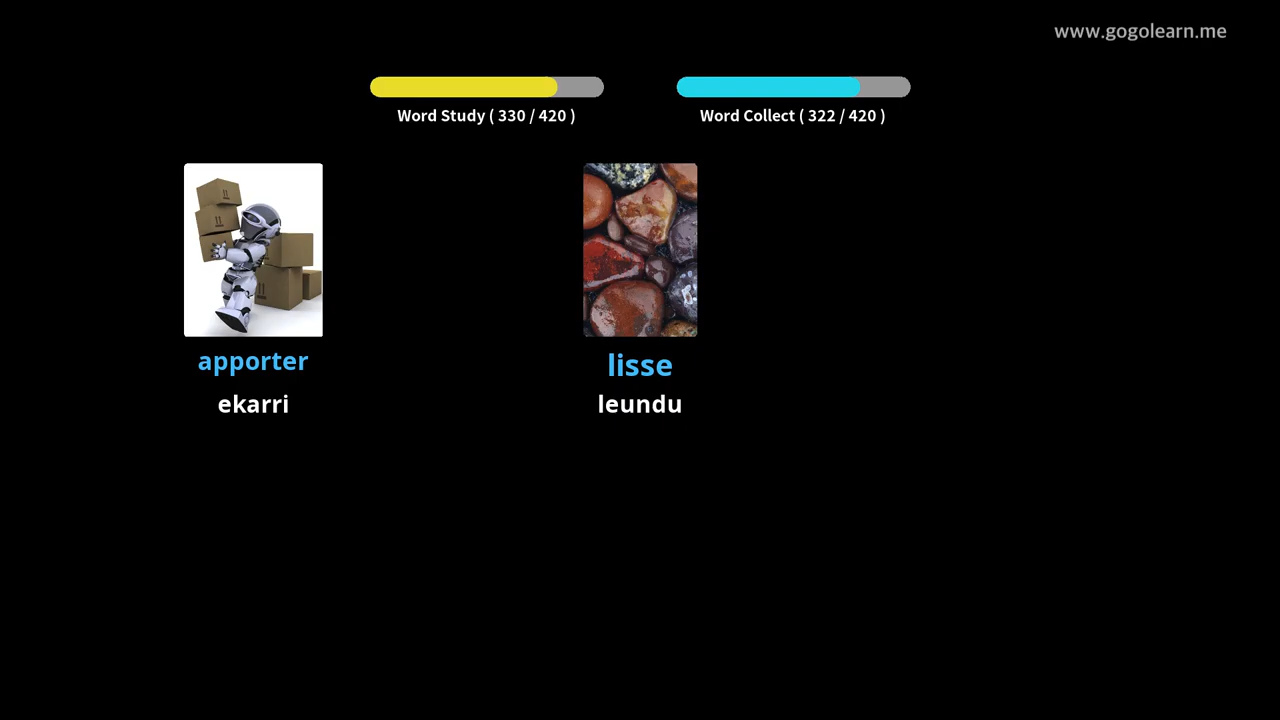 www.gogolearn.me
Word Study ( 330 / 420 )
Word Collect ( 322 / 420 )
apporter
ekarri
lisse
leundu